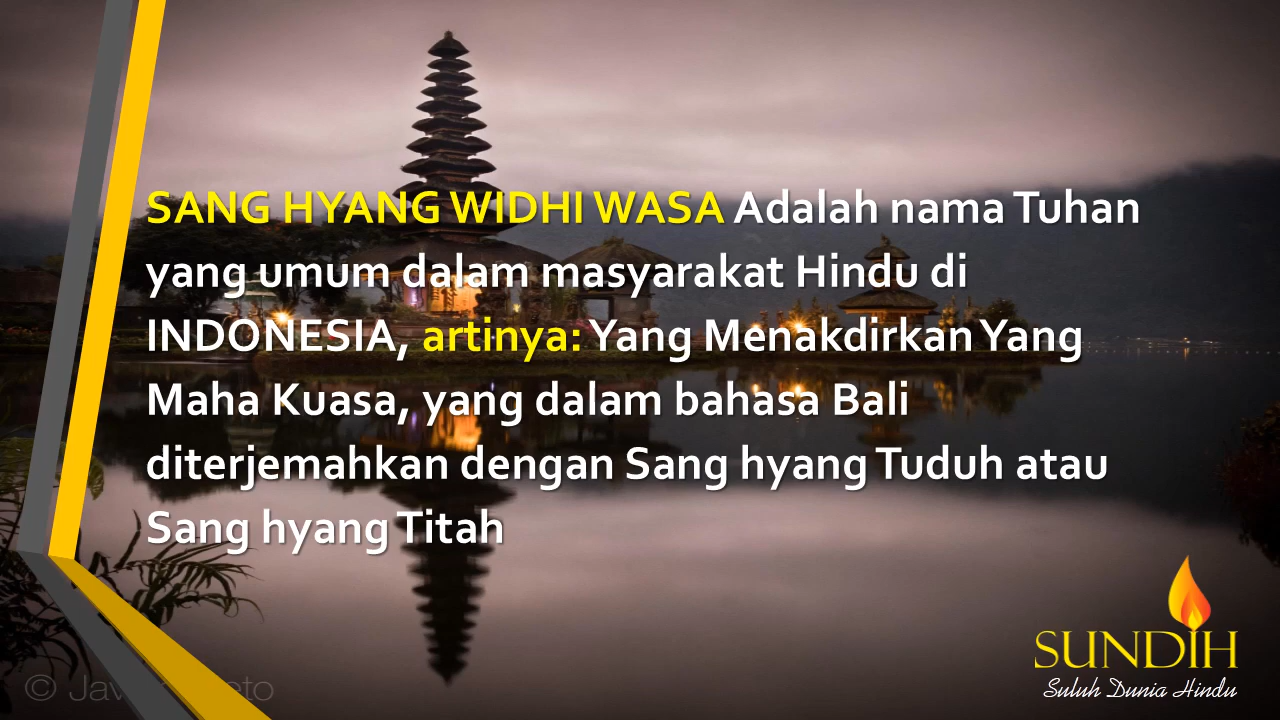 SANG HYANG WIDHI WASA Adalah nama Tuhan
yang umum dalam masyarakat Hindu di
INDONESIA, artinya: Yang Menakdirkan Yang
Maha Kuasa, yang dalam bahasa Bali
diterjemahkan dengan Sang hyang Tuduh atau
Sang hyang Titah
SUNDIH
Suluh Dunia Hindu
©